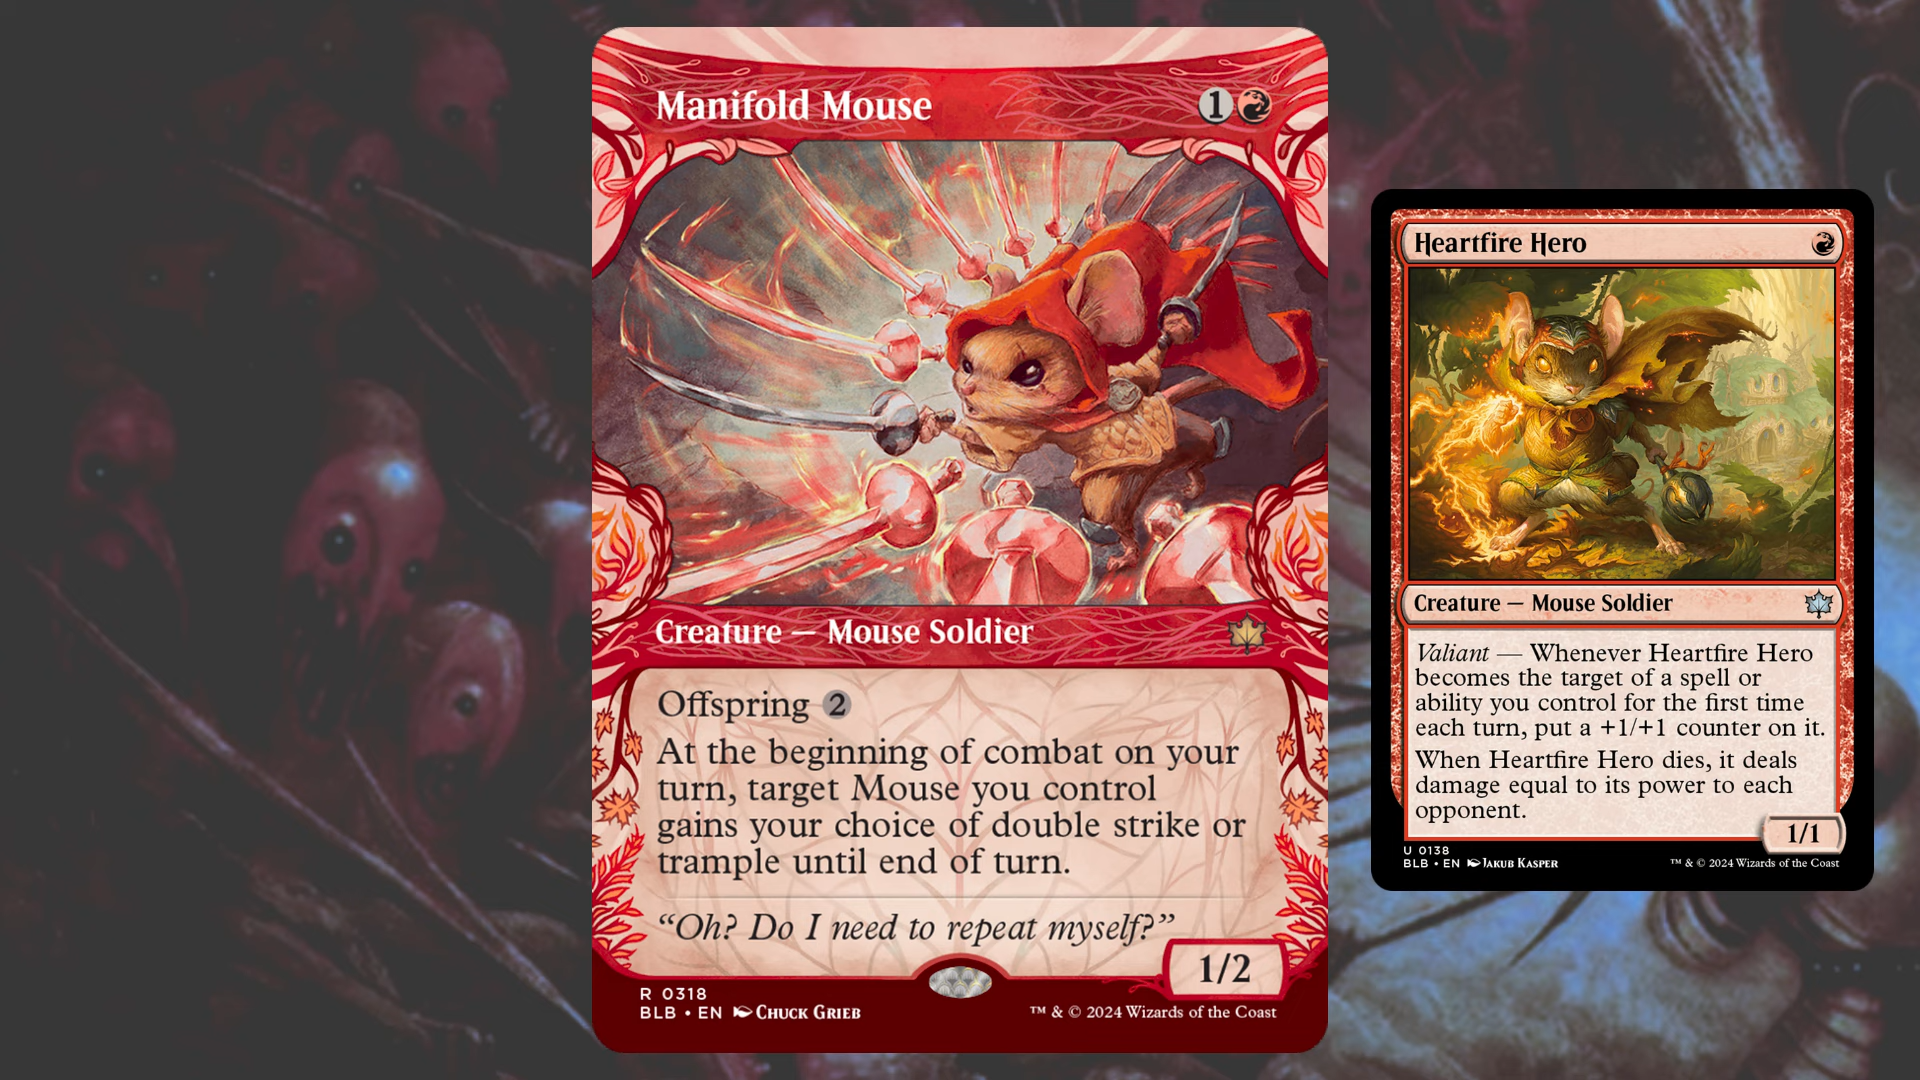 Manifold Mouse
1
Creature — Mouse Soldier
Offspring 2
At the beginning of combat on your
turn, target Mouse you control
gains your choice of double strike or
trample until end of turn.
“Oh? Do I need to repeat myself?”
1/2
R 0318
BLB • EN CHUCK GRIEB
™ & © 2024 Wizards of the Coast
Heartfire Hero
Creature — Mouse Soldier
Valiant — Whenever Heartfire Hero
becomes the target of a spell or
ability you control for the first time
each turn, put a +1/+1 counter on it.
When Heartfire Hero dies, it deals
damage equal to its power to each
opponent.
1/1
U 0138
BLB • EN JAKUB KASPER
™ & © 2024 Wizards of the Coast